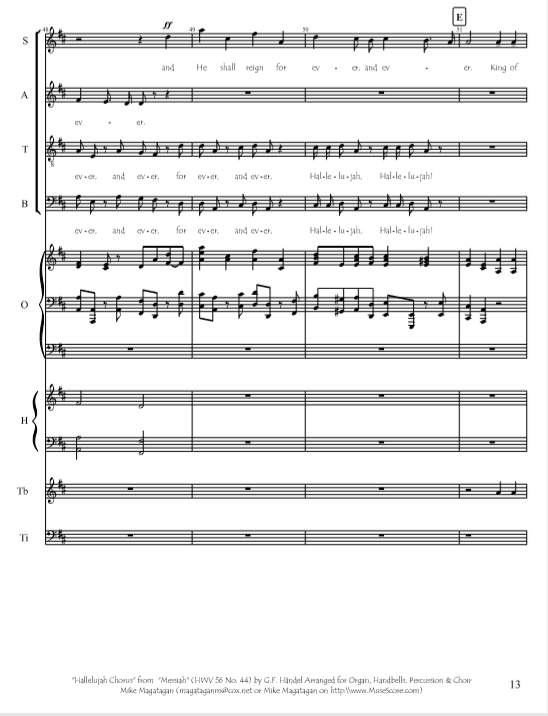 E
ff
48
49
50
51
S
and He shall reign for ev • er, and ev • er. King of
A
ev • er.
T
8
ev • er, and ev • er, for ev • er, and ev • er, Hal • le • lu • jah, Hal • le • lu • jah!
B
ev • er, and ev • er, for ev • er, and ev • er, Hal • le • lu • jah, Hal • le • lu • jah!
O
H
Tb
Ti
"Hallelujah Chorus" from "Messiah" (HWV 56 No. 44) by G.F. Händel Arranged for Organ, Handbells, Percussion & Choir
Mike Magatagan (magataganm@cox.net or Mike Magatagan on http:\\www.MuseScore.com)
13